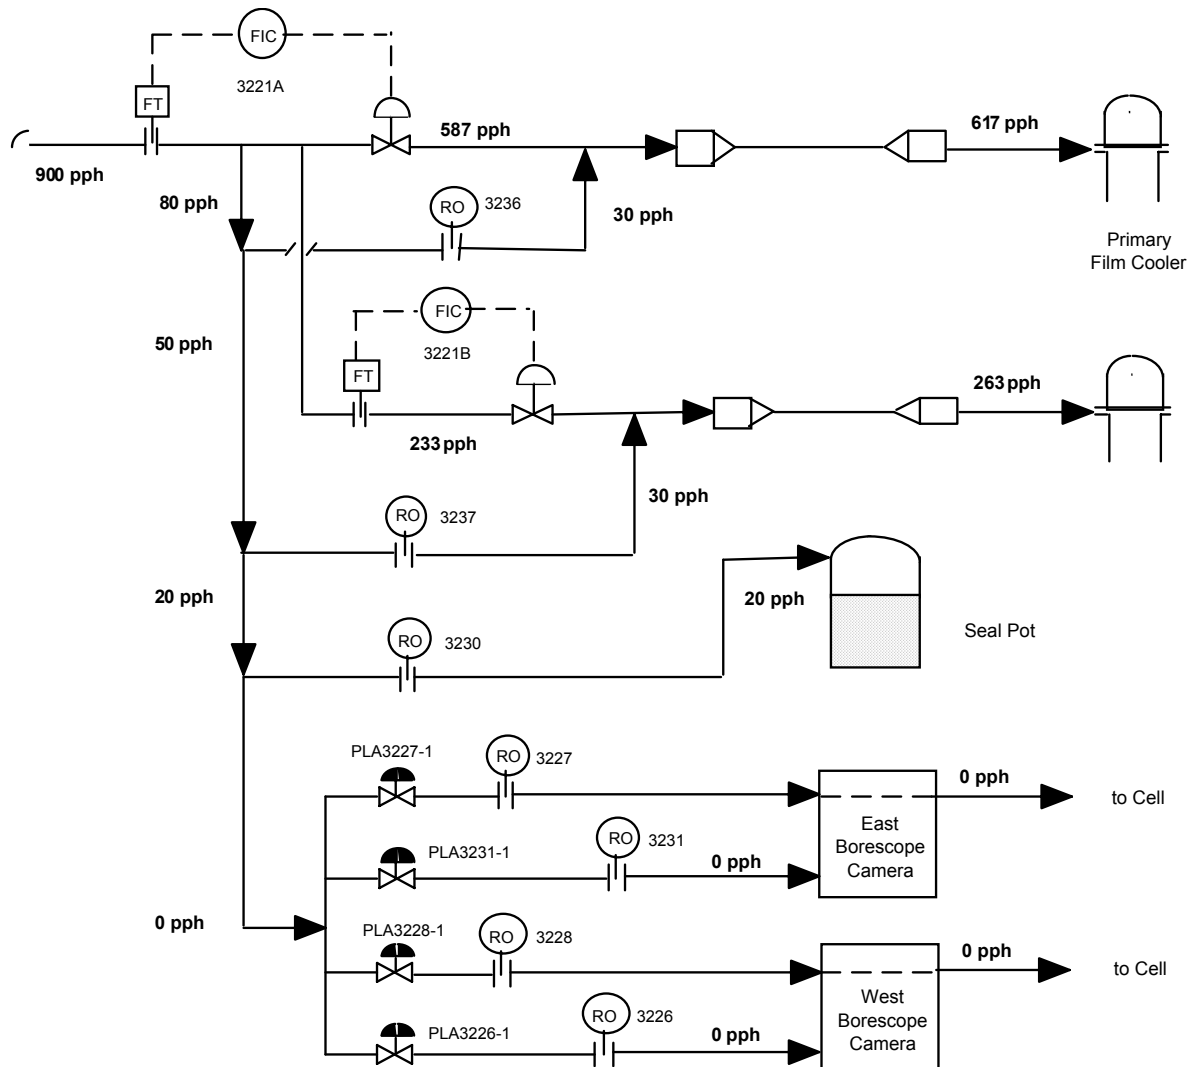 FIC
3221A
FT
587 pph
617 pph
900 pph
80 pph
RO
3236
30 pph
Primary
Film Cooler
FIC
3221B
50 pph
FT
263 pph
233 pph
30 pph
RO
3237
20 pph
20 pph
RO
3230
Seal Pot
PLA3227-1
RO
3227
0 pph
to Cell
East
Borescope
Camera
PLA3231-1
RO
3231
0 pph
0 pph
PLA3228-1
RO
3228
0 pph
to Cell
West
Borescope
Camera
PLA3226-1
RO
3226
0 pph